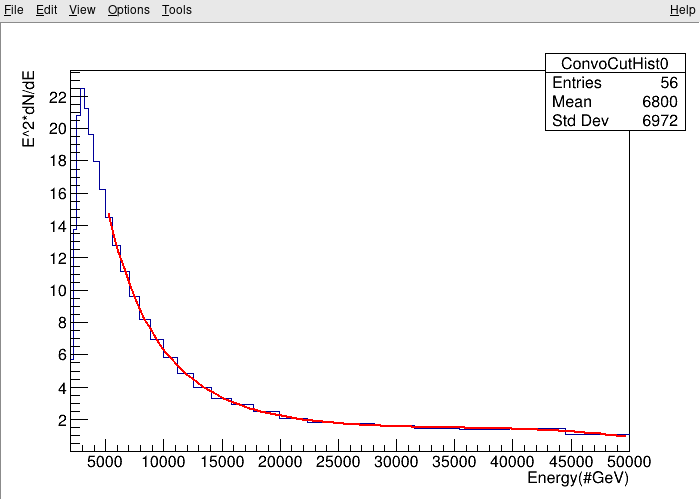 File Edit View Options Tools Help
ConvoCutHist0
Entries 56
Mean 6800
Std Dev 6972
E^2*dN/dE
22
20
18
16
14
12
10
8
6
4
2
5000 10000 15000 20000 25000 30000 35000 40000 45000 50000
Energy(#GeV)